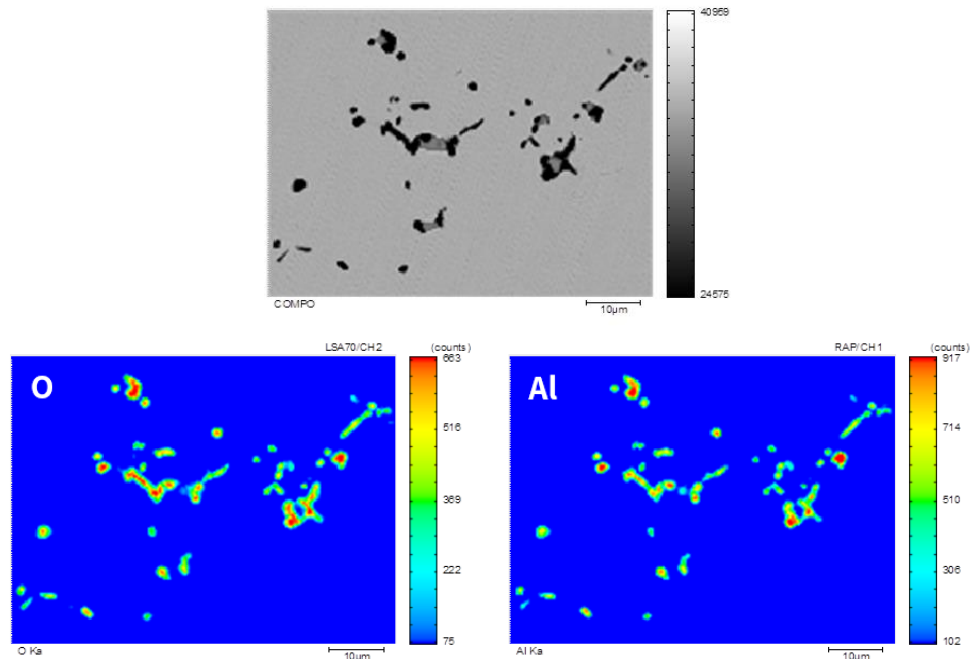 40959
24575
COMPO
10μm
LSA70/CH2
(counts)
663
516
369
222
75
O
O Ka
10μm
RAP/CH1
(counts)
917
714
510
306
102
Al
Al Ka
10μm